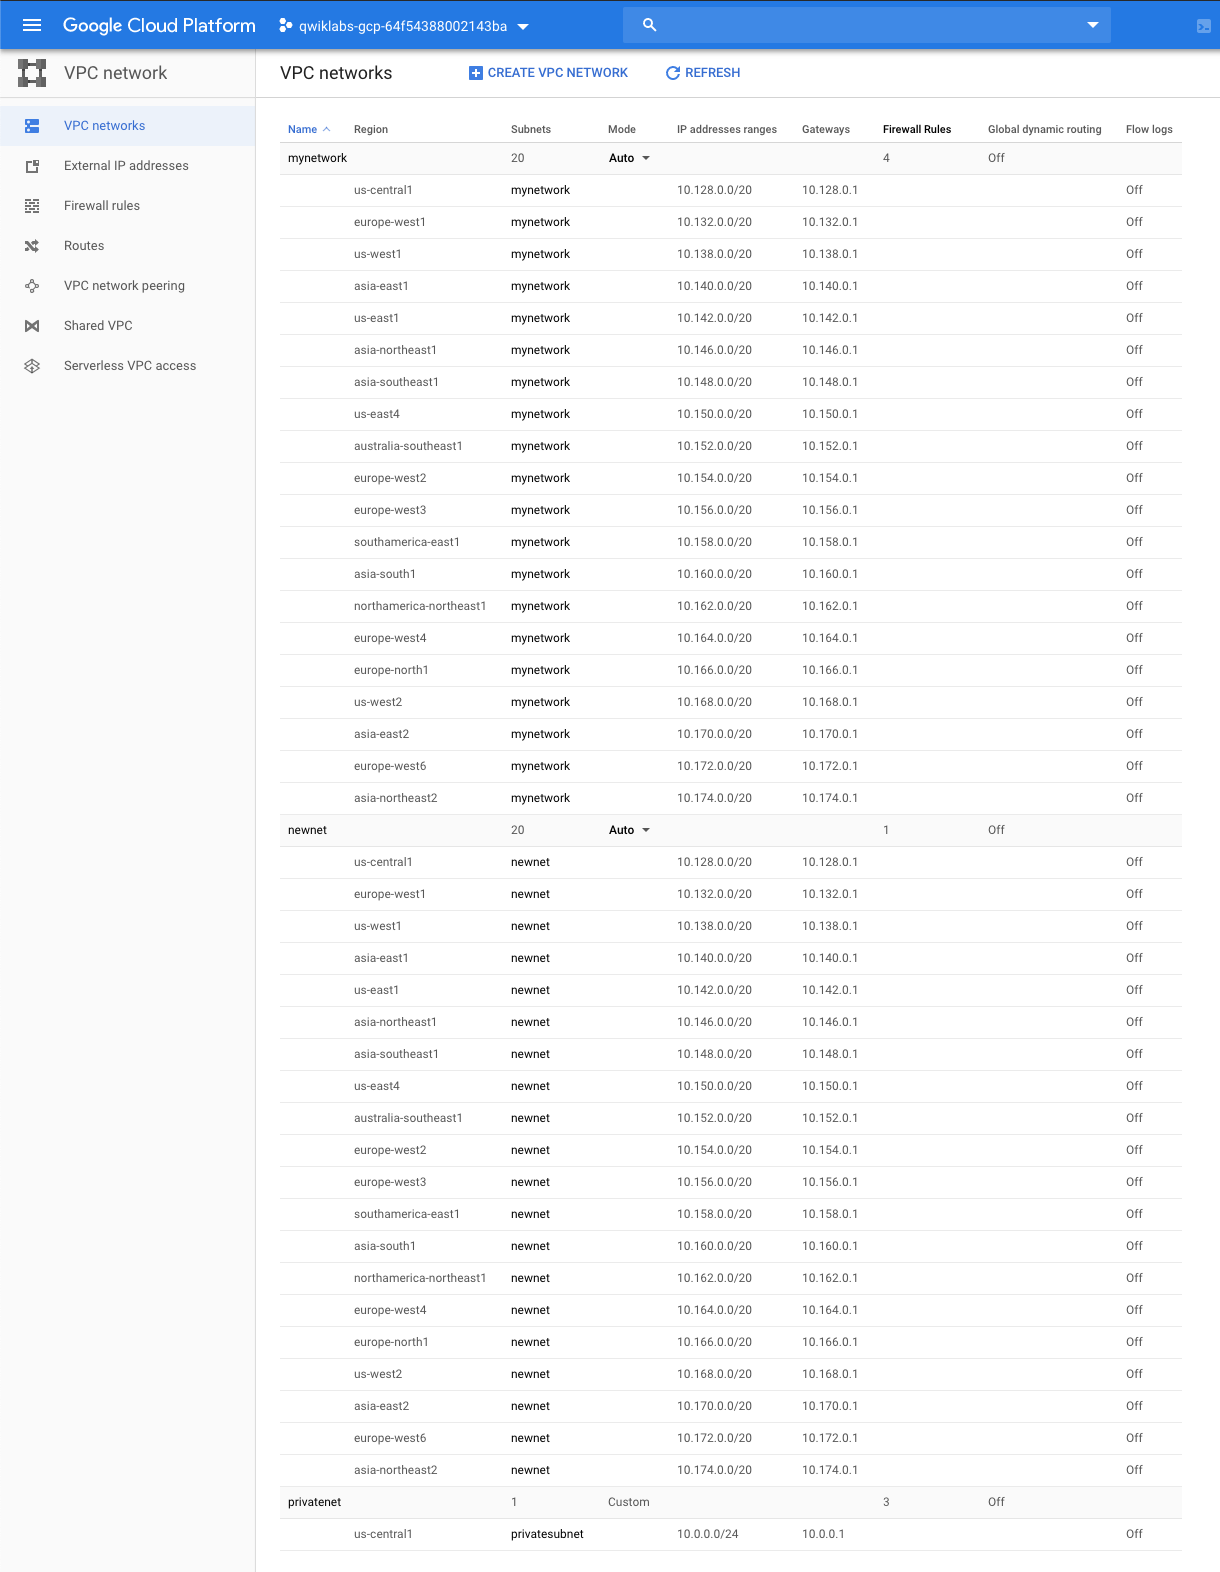 Google Cloud Platform qwiklabs-gcp-64f54388002143ba
VPC network VPC networks CREATE VPC NETWORK REFRESH
VPC networks
External IP addresses
Firewall rules
Routes
VPC network peering
Shared VPC
Serverless VPC access
Name Region Subnets Mode IP addresses ranges Gateways Firewall Rules Global dynamic routing Flow logs
mynetwork 20 Auto 4 Off
us-central1 mynetwork 10.128.0.0/20 10.128.0.1 Off
europe-west1 mynetwork 10.132.0.0/20 10.132.0.1 Off
us-west1 mynetwork 10.138.0.0/20 10.138.0.1 Off
asia-east1 mynetwork 10.140.0.0/20 10.140.0.1 Off
us-east1 mynetwork 10.142.0.0/20 10.142.0.1 Off
asia-northeast1 mynetwork 10.146.0.0/20 10.146.0.1 Off
asia-southeast1 mynetwork 10.148.0.0/20 10.148.0.1 Off
us-east4 mynetwork 10.150.0.0/20 10.150.0.1 Off
australia-southeast1 mynetwork 10.152.0.0/20 10.152.0.1 Off
europe-west2 mynetwork 10.154.0.0/20 10.154.0.1 Off
europe-west3 mynetwork 10.156.0.0/20 10.156.0.1 Off
southamerica-east1 mynetwork 10.158.0.0/20 10.158.0.1 Off
asia-south1 mynetwork 10.160.0.0/20 10.160.0.1 Off
northamerica-northeast1 mynetwork 10.162.0.0/20 10.162.0.1 Off
europe-west4 mynetwork 10.164.0.0/20 10.164.0.1 Off
europe-north1 mynetwork 10.166.0.0/20 10.166.0.1 Off
us-west2 mynetwork 10.168.0.0/20 10.168.0.1 Off
asia-east2 mynetwork 10.170.0.0/20 10.170.0.1 Off
europe-west6 mynetwork 10.172.0.0/20 10.172.0.1 Off
asia-northeast2 mynetwork 10.174.0.0/20 10.174.0.1 Off
newnet 20 Auto 1 Off
us-central1 newnet 10.128.0.0/20 10.128.0.1 Off
europe-west1 newnet 10.132.0.0/20 10.132.0.1 Off
us-west1 newnet 10.138.0.0/20 10.138.0.1 Off
asia-east1 newnet 10.140.0.0/20 10.140.0.1 Off
us-east1 newnet 10.142.0.0/20 10.142.0.1 Off
asia-northeast1 newnet 10.146.0.0/20 10.146.0.1 Off
asia-southeast1 newnet 10.148.0.0/20 10.148.0.1 Off
us-east4 newnet 10.150.0.0/20 10.150.0.1 Off
australia-southeast1 newnet 10.152.0.0/20 10.152.0.1 Off
europe-west2 newnet 10.154.0.0/20 10.154.0.1 Off
europe-west3 newnet 10.156.0.0/20 10.156.0.1 Off
southamerica-east1 newnet 10.158.0.0/20 10.158.0.1 Off
asia-south1 newnet 10.160.0.0/20 10.160.0.1 Off
northamerica-northeast1 newnet 10.162.0.0/20 10.162.0.1 Off
europe-west4 newnet 10.164.0.0/20 10.164.0.1 Off
europe-north1 newnet 10.166.0.0/20 10.166.0.1 Off
us-west2 newnet 10.168.0.0/20 10.168.0.1 Off
asia-east2 newnet 10.170.0.0/20 10.170.0.1 Off
europe-west6 newnet 10.172.0.0/20 10.172.0.1 Off
asia-northeast2 newnet 10.174.0.0/20 10.174.0.1 Off
privatenet 1 Custom 3 Off
us-central1 privatesubnet 10.0.0.0/24 10.0.0.1 Off